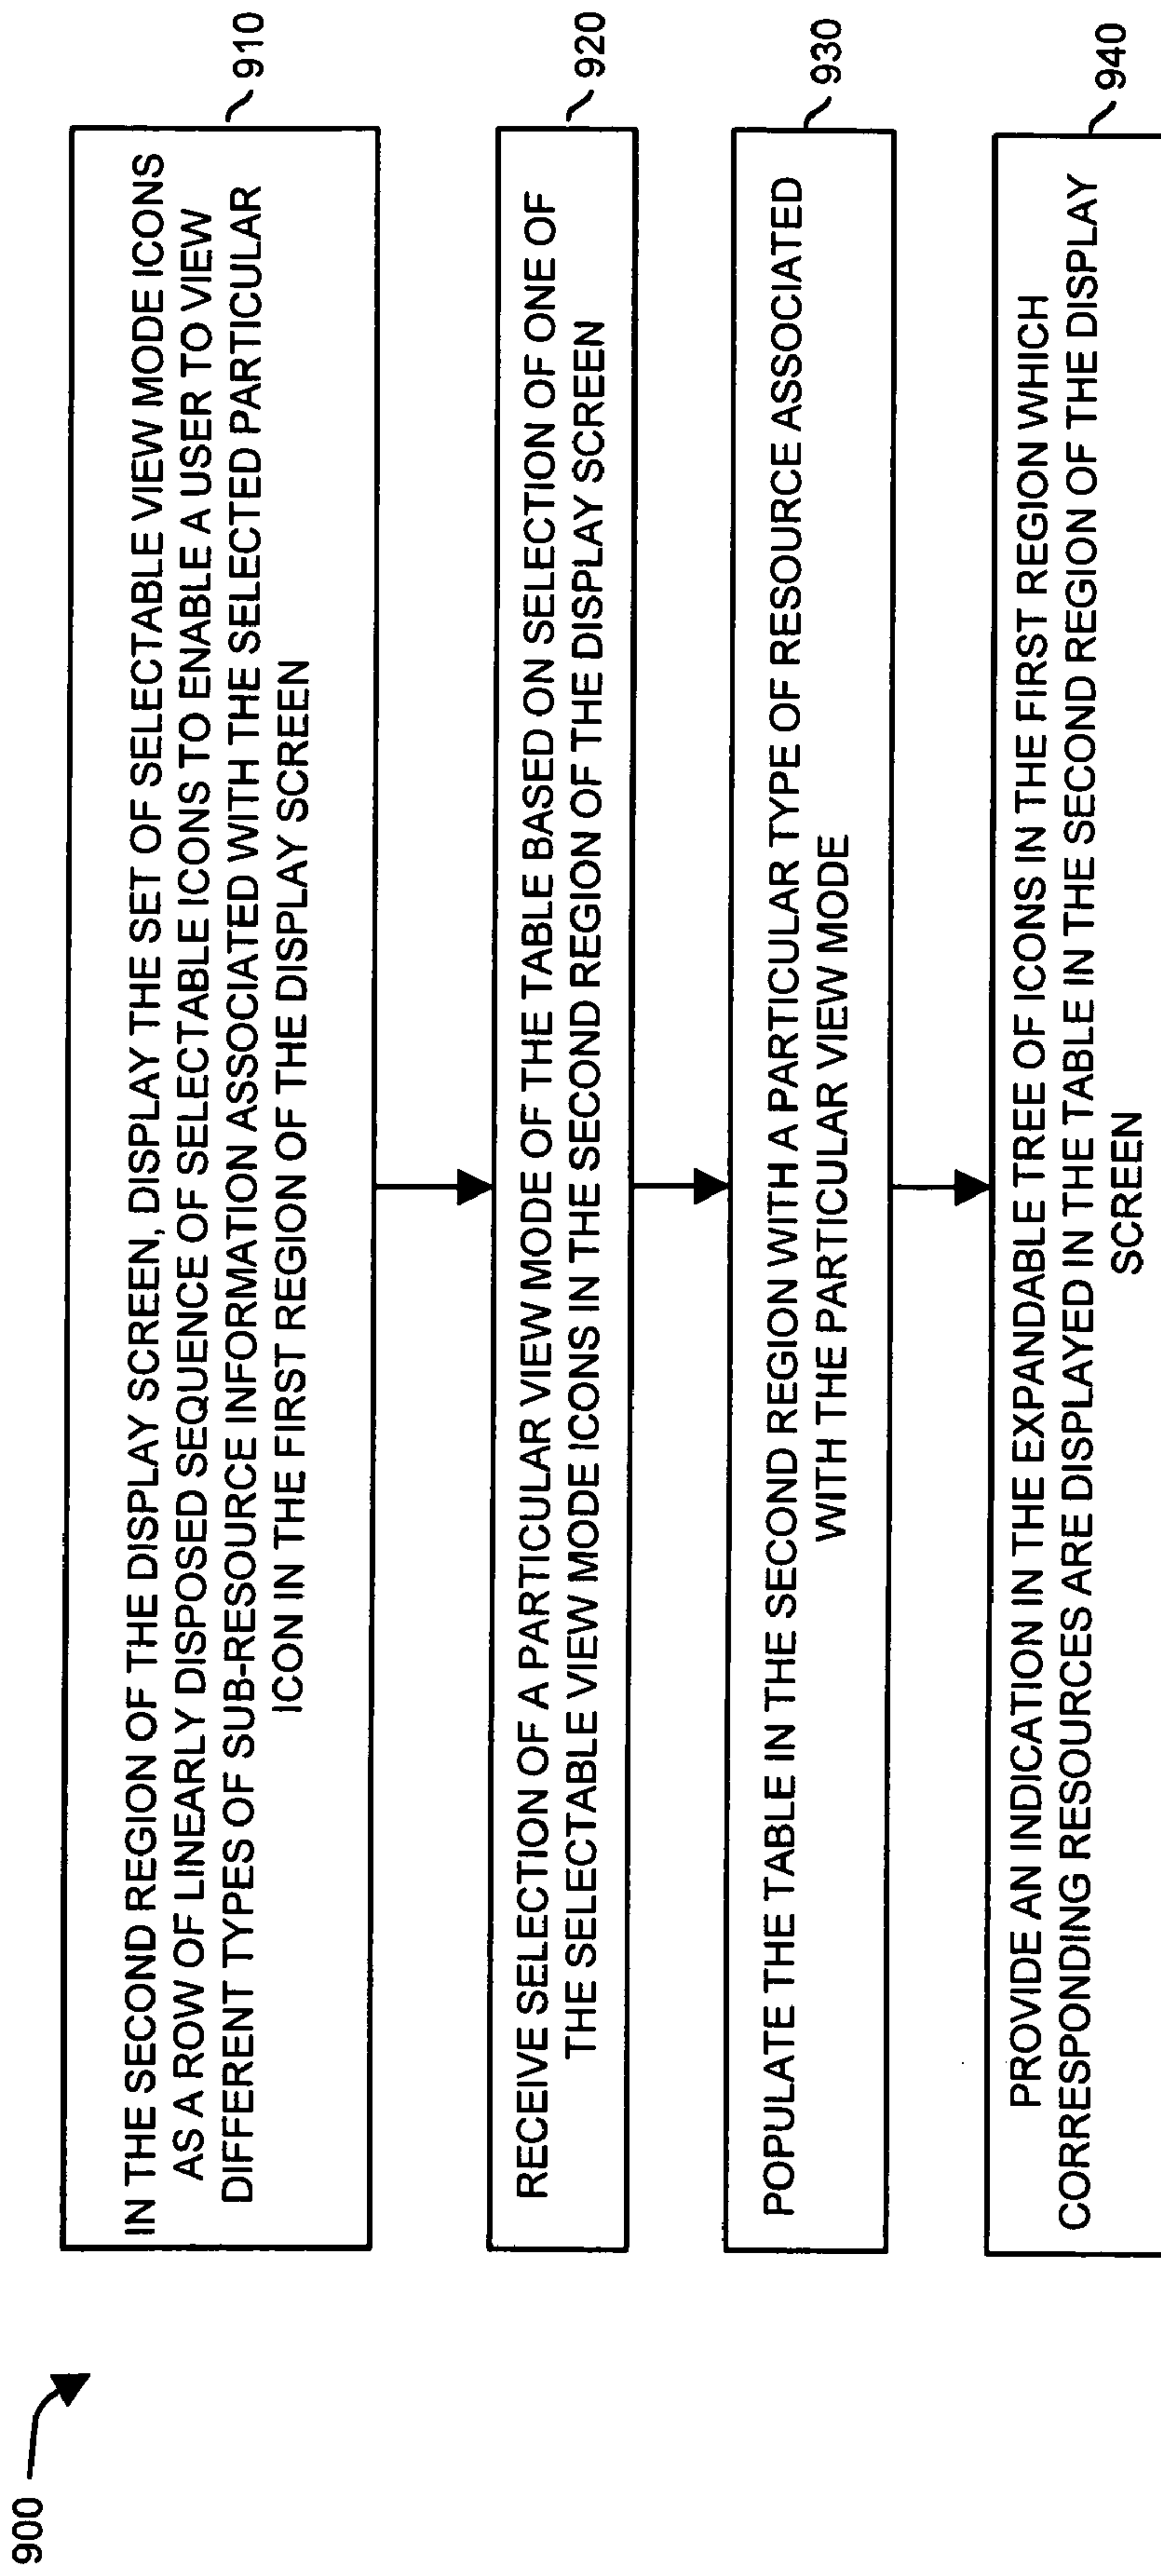 900
IN THE SECOND REGION OF THE DISPLAY SCREEN, DISPLAY THE SET OF SELECTABLE VIEW MODE ICONS
AS A ROW OF LINEARLY DISPOSED SEQUENCE OF SELECTABLE ICONS TO ENABLE A USER TO VIEW
DIFFERENT TYPES OF SUB-RESOURCE INFORMATION ASSOCIATED WITH THE SELECTED PARTICULAR
ICON IN THE FIRST REGION OF THE DISPLAY SCREEN
910
RECEIVE SELECTION OF A PARTICULAR VIEW MODE OF THE TABLE BASED ON SELECTION OF ONE OF
THE SELECTABLE VIEW MODE ICONS IN THE SECOND REGION OF THE DISPLAY SCREEN
920
POPULATE THE TABLE IN THE SECOND REGION WITH A PARTICULAR TYPE OF RESOURCE ASSOCIATED
WITH THE PARTICULAR VIEW MODE
930
PROVIDE AN INDICATION IN THE EXPANDABLE TREE OF ICONS IN THE FIRST REGION WHICH
CORRESPONDING RESOURCES ARE DISPLAYED IN THE TABLE IN THE SECOND REGION OF THE DISPLAY
SCREEN
940